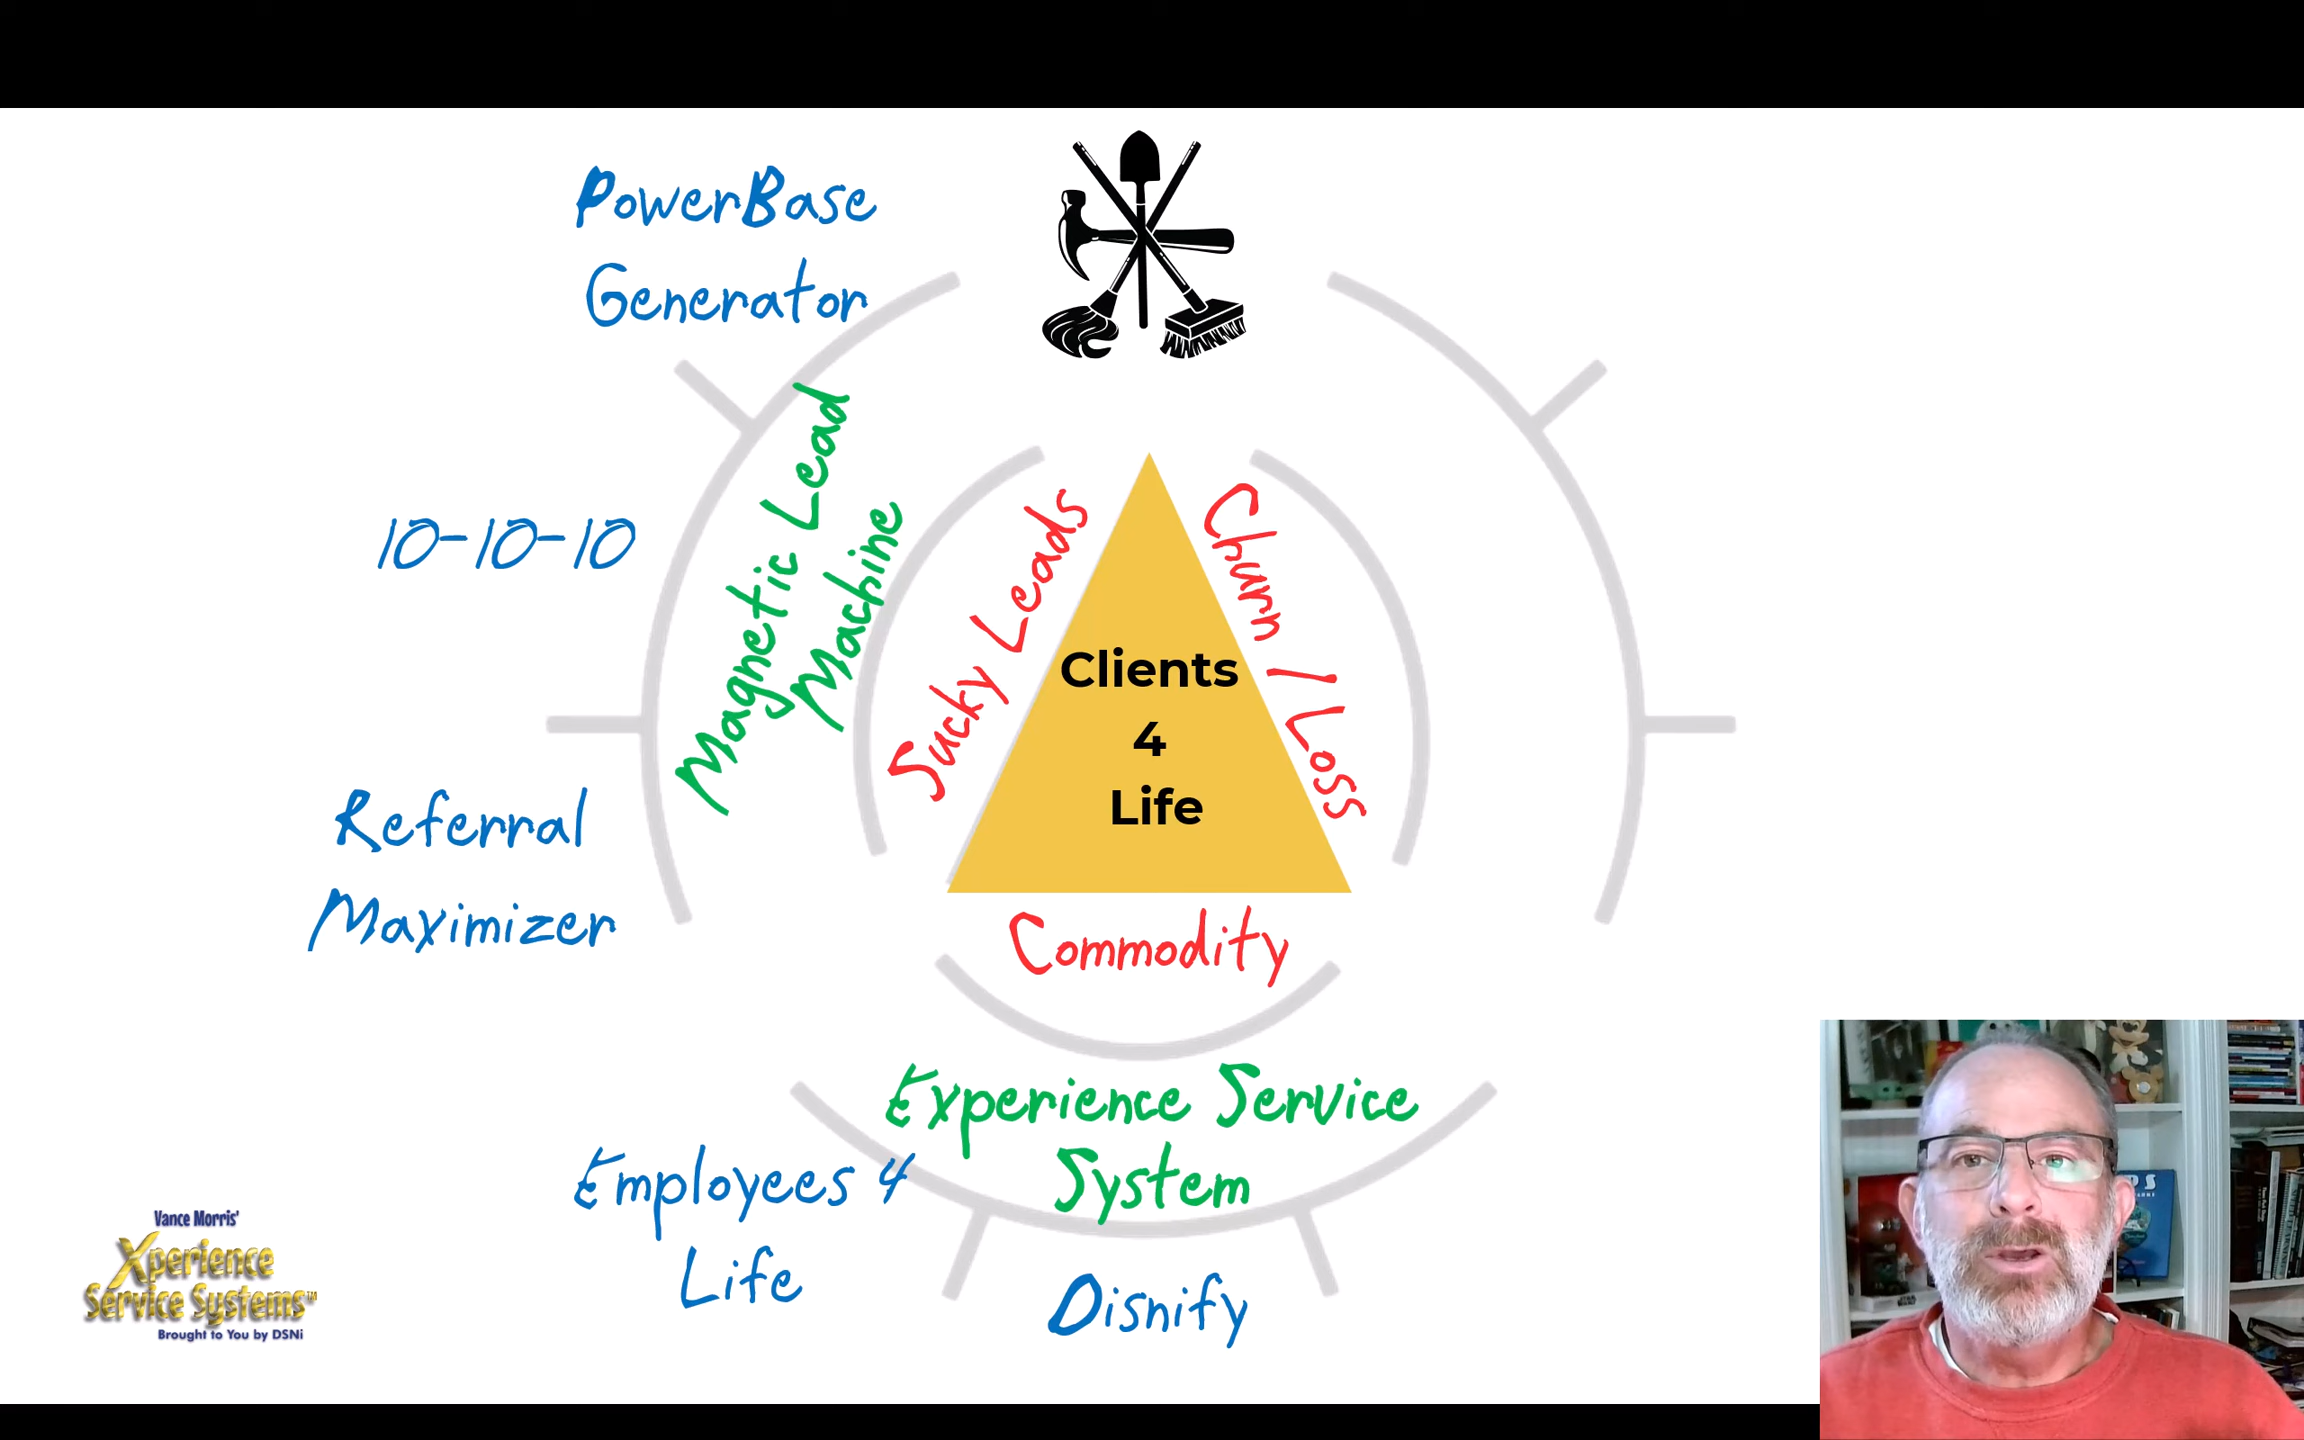 PowerBase
Generator
10-10-10
Magnetic Lead
Machine
Referral
Maximizer
Sucky Leads
Churn / Loss
Clients
4
Life
Commodity
Experience Service
System
Employees 4
Life
Disnify
Vance Morris'
Xperience
Service Systems™
Brought to You by DSNi